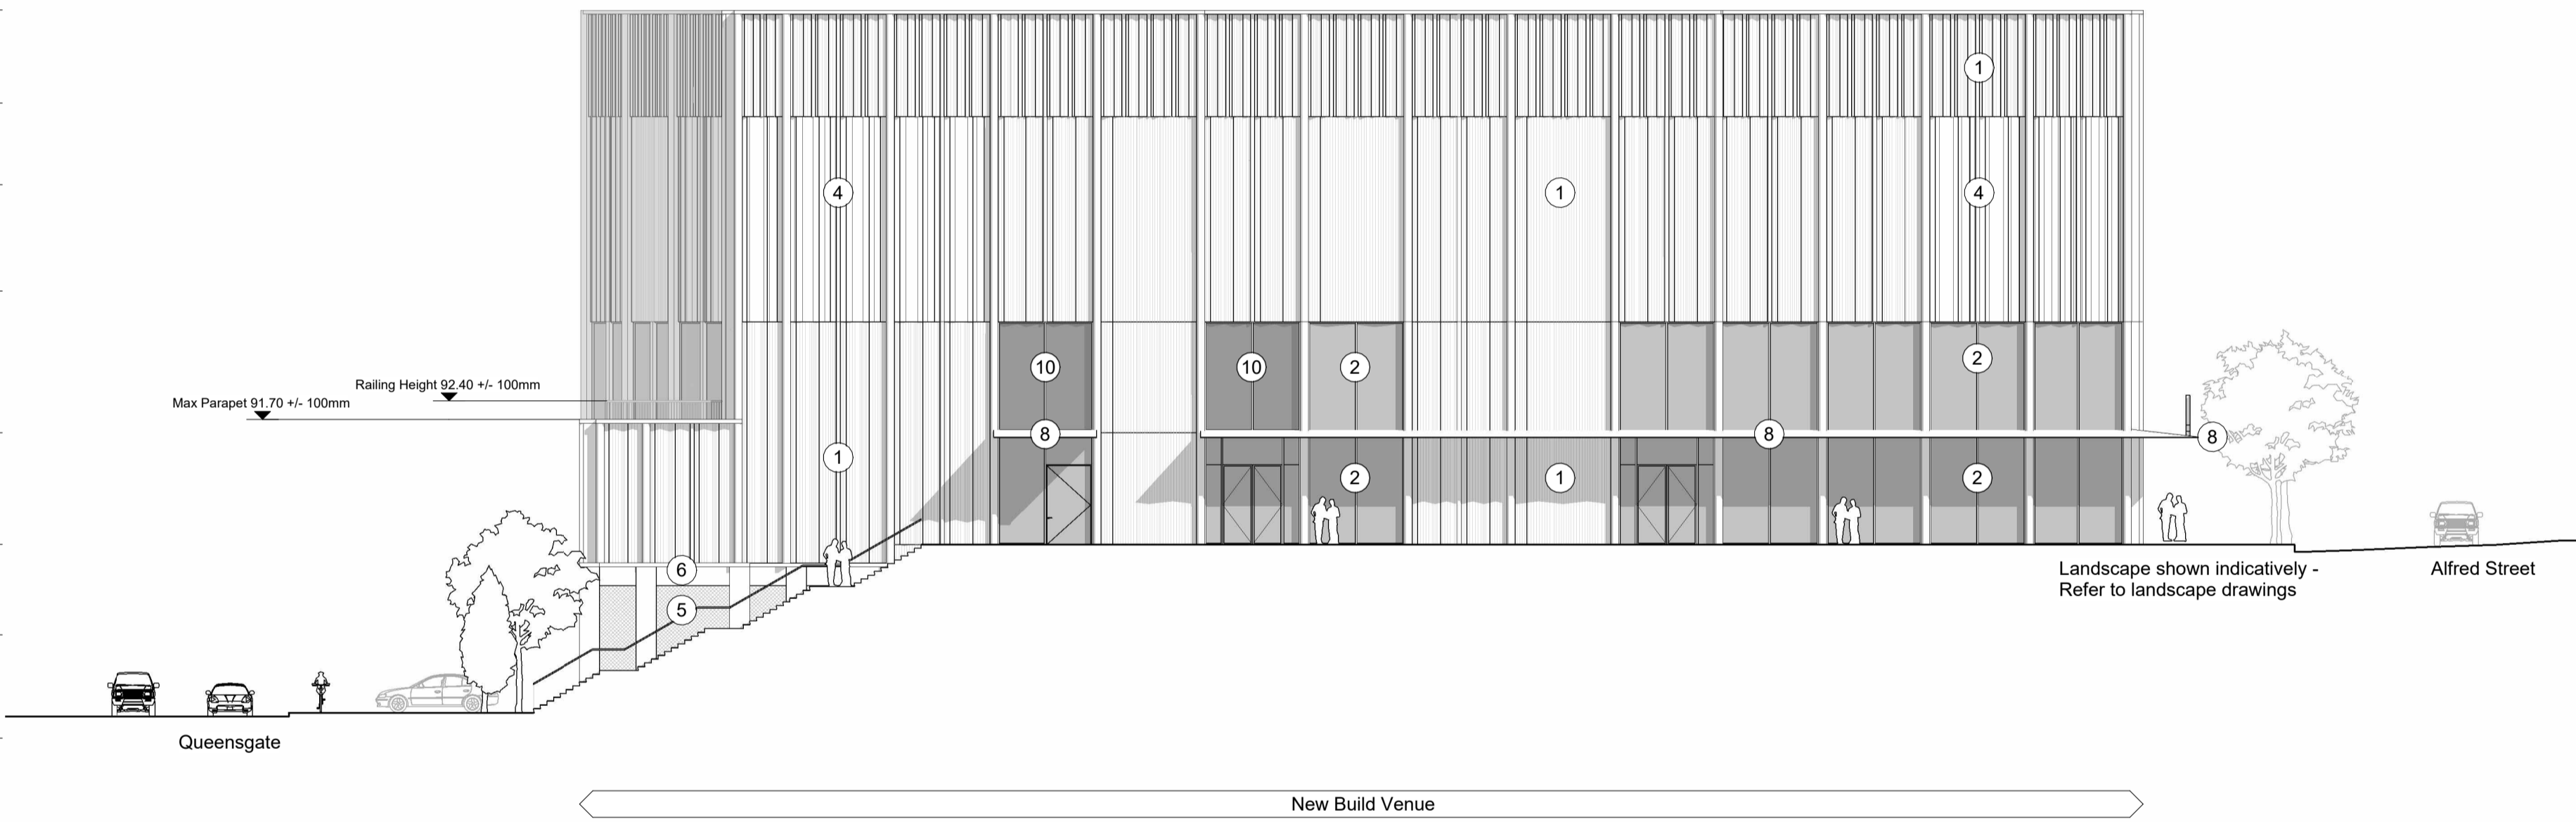 1
4
1
4
10
10
2
2
Railing Height 92.40 +/- 100mm
Max Parapet 91.70 +/- 100mm
8
8
8
1
2
1
2
6
5
Landscape shown indicatively -
Refer to landscape drawings
Alfred Street
Queensgate
New Build Venue